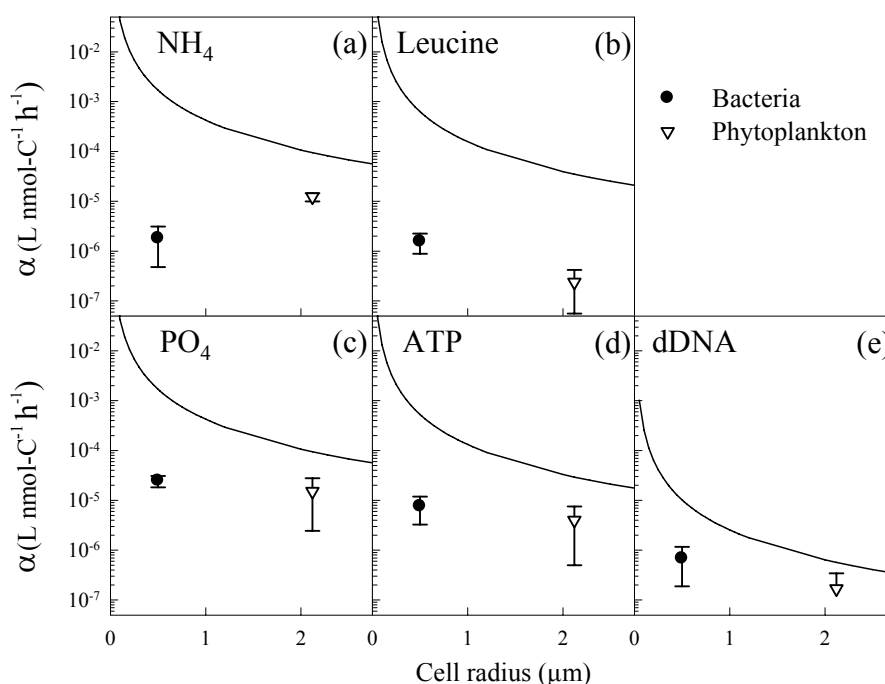 NH₄ (a)
Leucine (b)
Bacteria
Phytoplankton
α (L nmol-C⁻¹ h⁻¹)
10⁻²
10⁻³
10⁻⁴
10⁻⁵
10⁻⁶
10⁻⁷
PO₄ (c)
ATP (d)
dDNA (e)
α (L nmol-C⁻¹ h⁻¹)
10⁻²
10⁻³
10⁻⁴
10⁻⁵
10⁻⁶
10⁻⁷
0 1 2 0 1 2 0 1 2
Cell radius (µm)